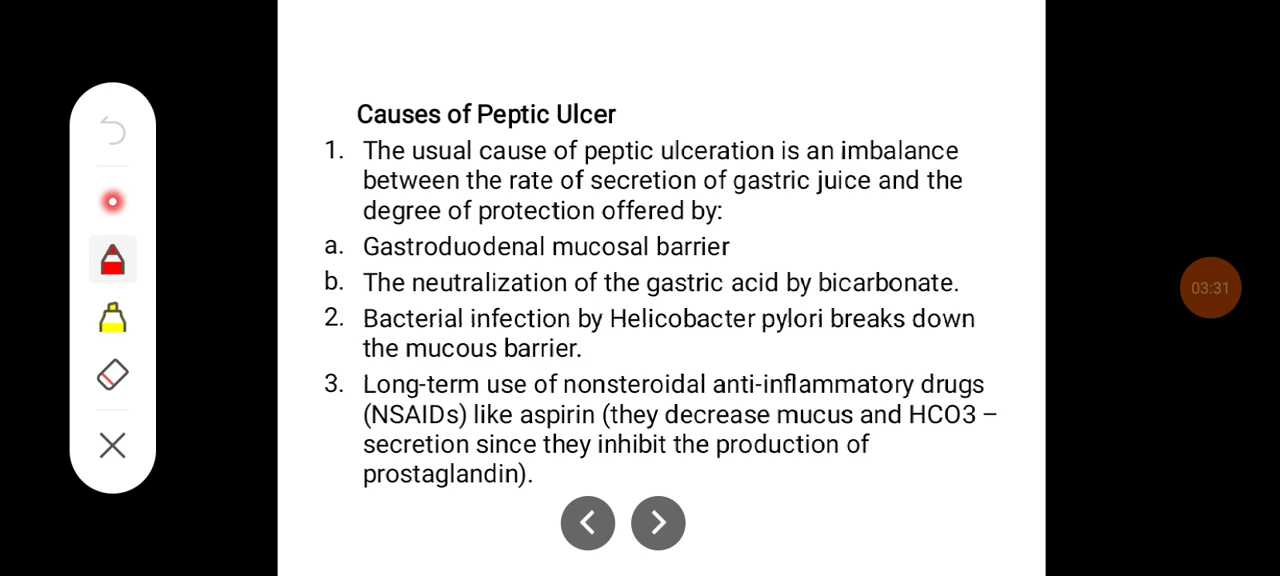 Causes of Peptic Ulcer
1. The usual cause of peptic ulceration is an imbalance
between the rate of secretion of gastric juice and the
degree of protection offered by:
a. Gastroduodenal mucosal barrier
b. The neutralization of the gastric acid by bicarbonate.
2. Bacterial infection by Helicobacter pylori breaks down
the mucous barrier.
3. Long-term use of nonsteroidal anti-inflammatory drugs
(NSAIDs) like aspirin (they decrease mucus and HCO3 –
secretion since they inhibit the production of
prostaglandin).
03:31